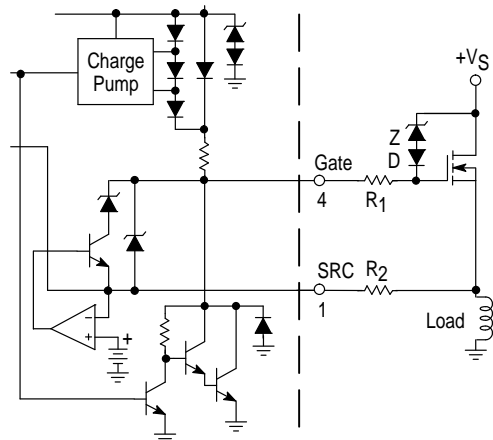 Charge
Pump
+VS
Z
D
Gate
4
R1
SRC
1
R2
Load
-
+
+